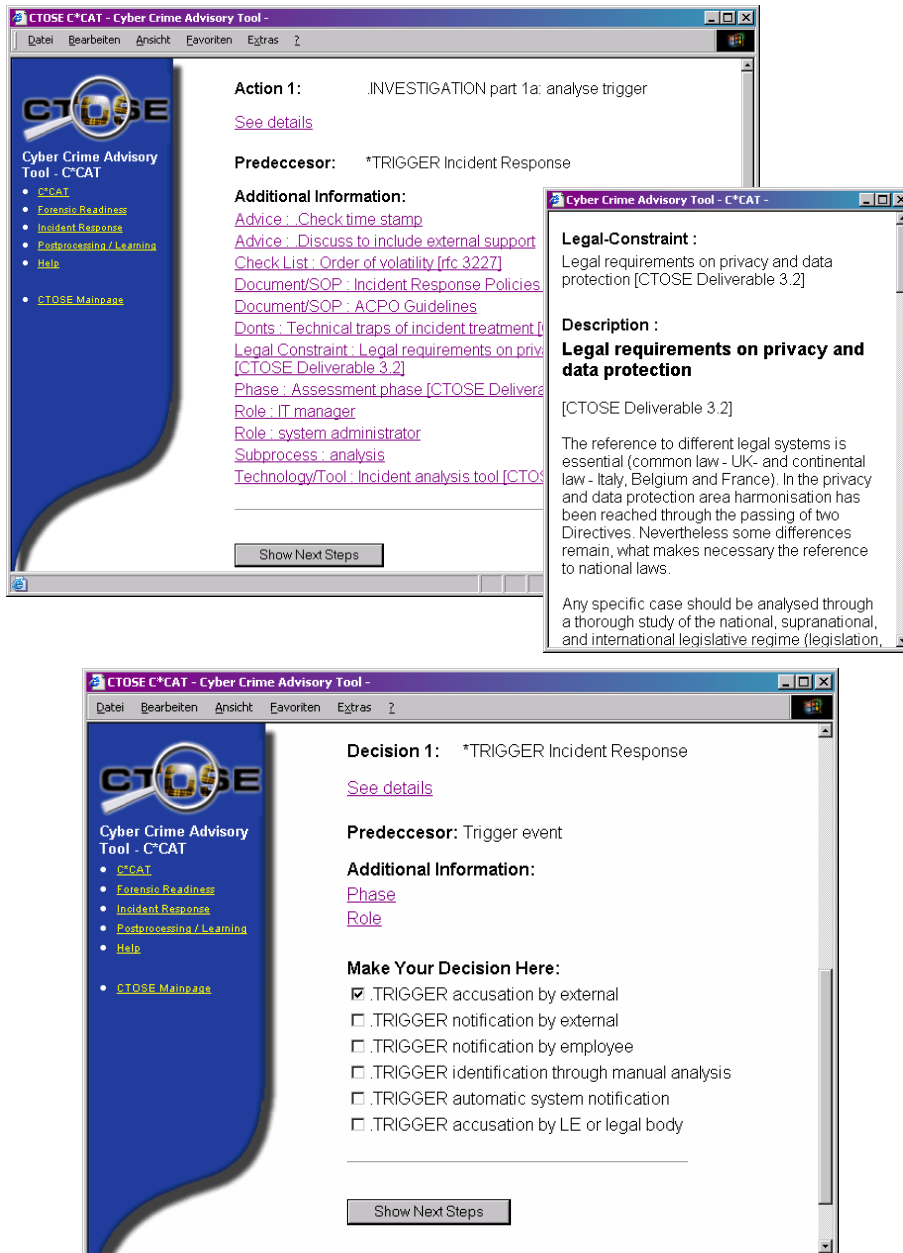 CTOSE C*CAT - Cyber Crime Advisory Tool -
Datei Bearbeiten Ansicht Favoriten Extras ?
CTOSE
Cyber Crime Advisory
Tool - C*CAT
C*CAT
Forensic Readiness
Incident Response
Postprocessing / Learning
Help
CTOSE Mainpage
Action 1: .INVESTIGATION part 1a: analyse trigger
See details
Predeccesor: *TRIGGER Incident Response
Additional Information:
Advice : .Check time stamp
Advice : .Discuss to include external support
Check List : Order of volatility [rfc 3227]
Document/SOP : Incident Response Policies
Document/SOP : ACPO Guidelines
Donts : Technical traps of incident treatment [
Legal Constraint : Legal requirements on priv
[CTOSE Deliverable 3.2]
Phase : Assessment phase [CTOSE Delivera
Role : IT manager
Role : system administrator
Subprocess : analysis
Technology/Tool : Incident analysis tool [CTOS
Show Next Steps
Cyber Crime Advisory Tool - C*CAT -
Legal-Constraint :
Legal requirements on privacy and data
protection [CTOSE Deliverable 3.2]
Description :
Legal requirements on privacy and
data protection
[CTOSE Deliverable 3.2]
The reference to different legal systems is
essential (common law - UK- and continental
law - Italy, Belgium and France). In the privacy
and data protection area harmonisation has
been reached through the passing of two
Directives. Nevertheless some differences
remain, what makes necessary the reference
to national laws.
Any specific case should be analysed through
a thorough study of the national, supranational,
and international legislative regime (legislation,
CTOSE C*CAT - Cyber Crime Advisory Tool -
Datei Bearbeiten Ansicht Favoriten Extras ?
CTOSE
Cyber Crime Advisory
Tool - C*CAT
C*CAT
Forensic Readiness
Incident Response
Postprocessing / Learning
Help
CTOSE Mainpage
Decision 1: *TRIGGER Incident Response
See details
Predeccesor: Trigger event
Additional Information:
Phase
Role
Make Your Decision Here:
.TRIGGER accusation by external
.TRIGGER notification by external
.TRIGGER notification by employee
.TRIGGER identification through manual analysis
.TRIGGER automatic system notification
.TRIGGER accusation by LE or legal body
Show Next Steps